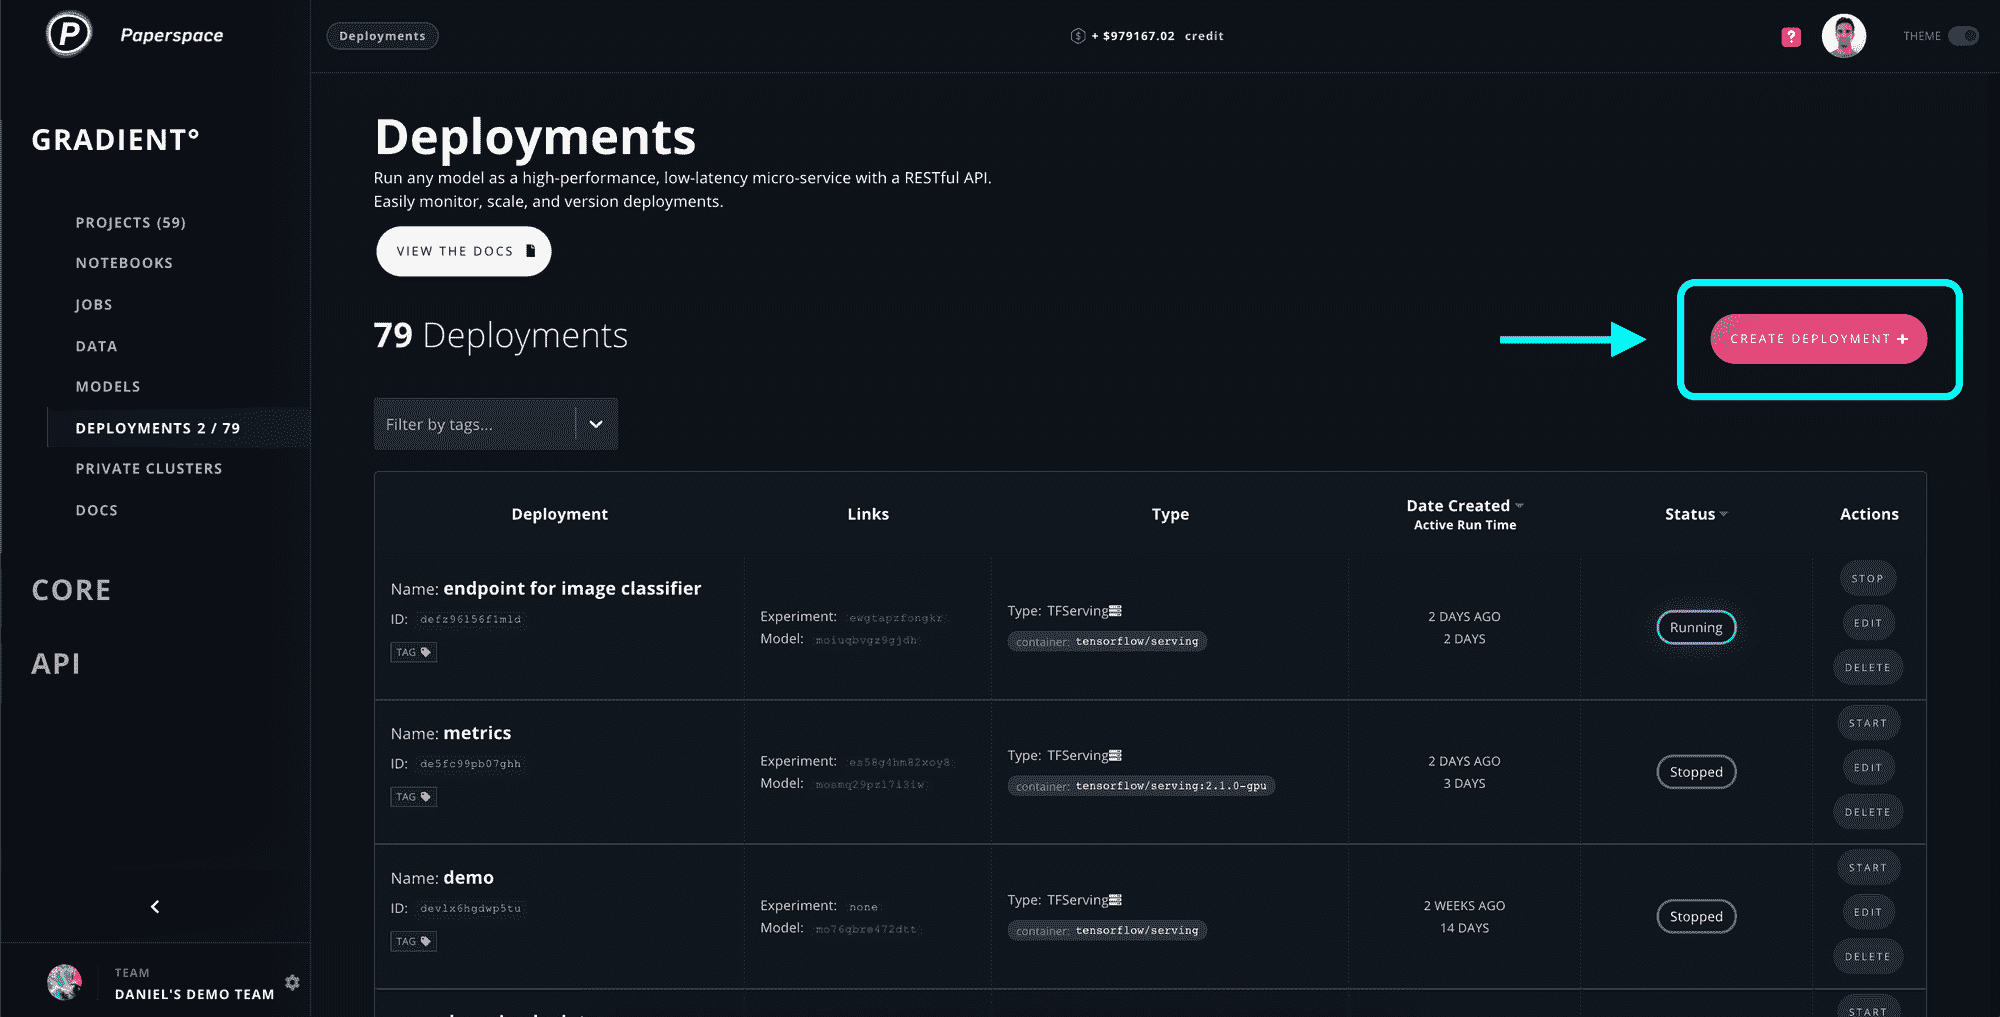 P Paperspace
Deployments
+ $979167.02 credit
?
THEME
GRADIENT°
PROJECTS (59)
NOTEBOOKS
JOBS
DATA
MODELS
DEPLOYMENTS 2 / 79
PRIVATE CLUSTERS
DOCS
CORE
API
TEAM
DANIEL'S DEMO TEAM
Deployments
Run any model as a high-performance, low-latency micro-service with a RESTful API.
Easily monitor, scale, and version deployments.
VIEW THE DOCS
79 Deployments
CREATE DEPLOYMENT +
Filter by tags...
Deployment Links Type Date Created Status Actions
Active Run Time
Name: endpoint for image classifier
ID: defz96156f1mld
TAG
Experiment: ewgtapzfongkr
Model: moiuqbvgz9gjdh
Type: TFServing
container: tensorflow/serving
2 DAYS AGO
2 DAYS
Running
STOP
EDIT
DELETE
Name: metrics
ID: de5fc99pb07ghh
TAG
Experiment: es58g4hm82xoy8
Model: mosmq29pzl7i3iw
Type: TFServing
container: tensorflow/serving:2.1.0-gpu
2 DAYS AGO
3 DAYS
Stopped
START
EDIT
DELETE
Name: demo
ID: devlx6hgdwp5tu
TAG
Experiment: none
Model: mo76qbre472dtt
Type: TFServing
container: tensorflow/serving
2 WEEKS AGO
14 DAYS
Stopped
START
EDIT
DELETE
START